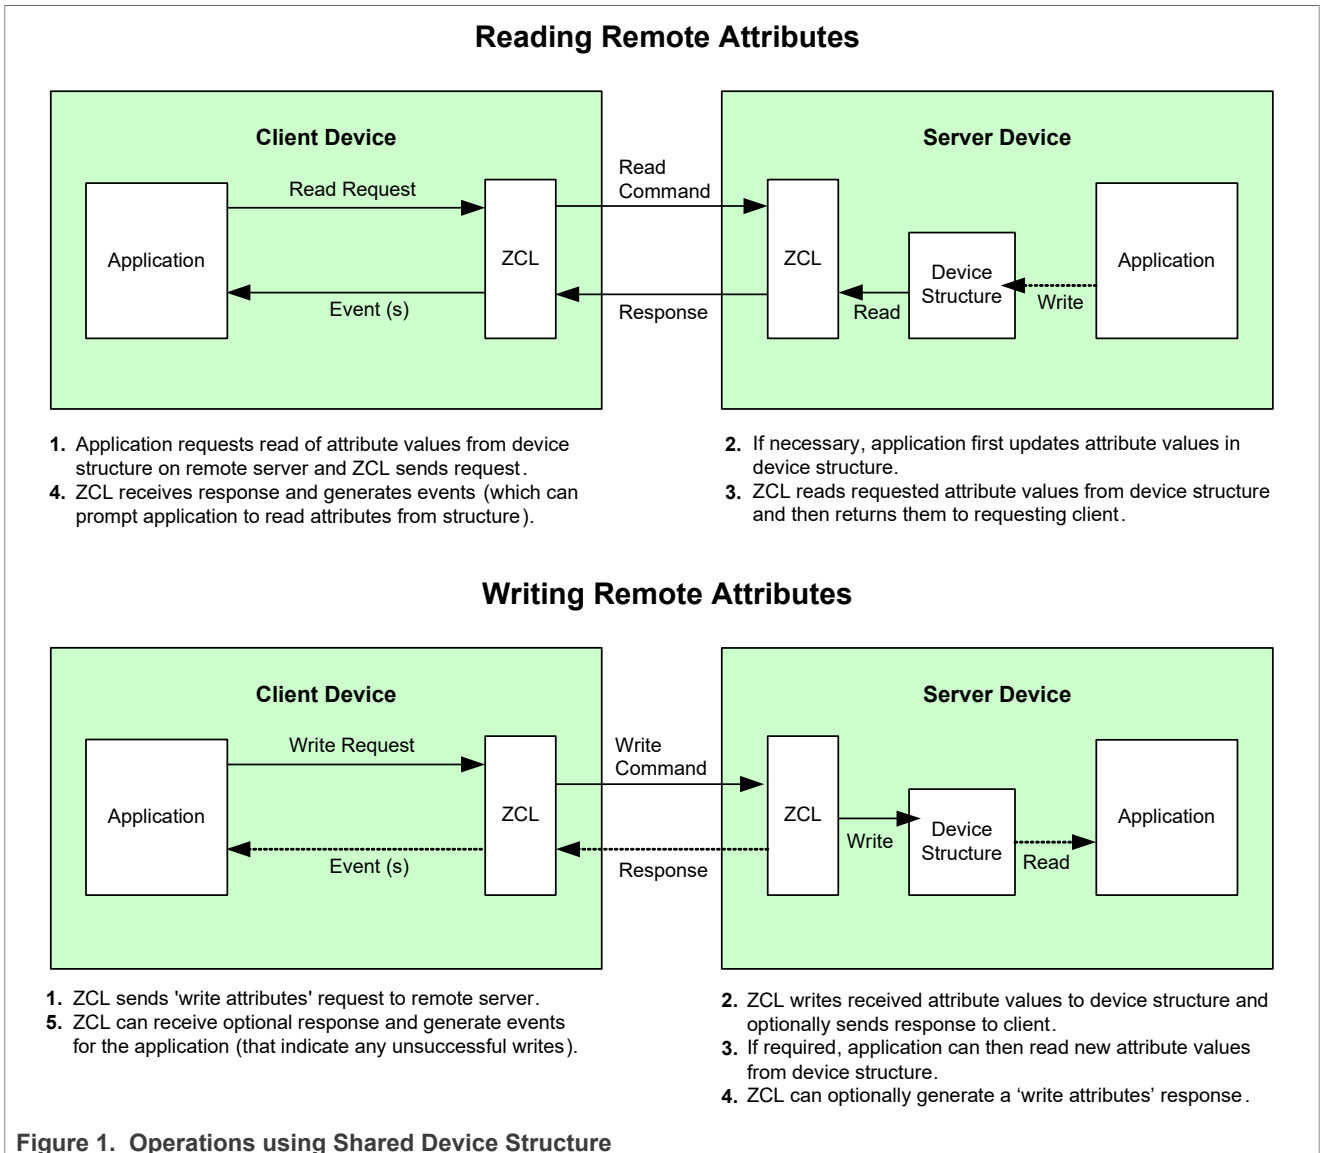 Reading Remote Attributes
Client Device
Server Device
Read
Command
Read Request
Application
ZCL
ZCL
Device
Structure
Application
Event (s)
Response
Read
Write
1. Application requests read of attribute values from device
structure on remote server and ZCL sends request.
4. ZCL receives response and generates events (which can
prompt application to read attributes from structure).
2. If necessary, application first updates attribute values in
device structure.
3. ZCL reads requested attribute values from device structure
and then returns them to requesting client.
Writing Remote Attributes
Client Device
Server Device
Write
Command
Write Request
Application
ZCL
ZCL
Device
Structure
Application
Event (s)
Response
Write
Read
1. ZCL sends 'write attributes' request to remote server.
5. ZCL can receive optional response and generate events
for the application (that indicate any unsuccessful writes).
2. ZCL writes received attribute values to device structure and
optionally sends response to client.
3. If required, application can then read new attribute values
from device structure.
4. ZCL can optionally generate a ‘write attributes’ response.
Figure 1. Operations using Shared Device Structure